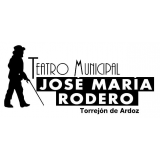 TEATRO MUNICIPAL
JOSÉ MARÍA
RODERO
Torrejón de Ardoz